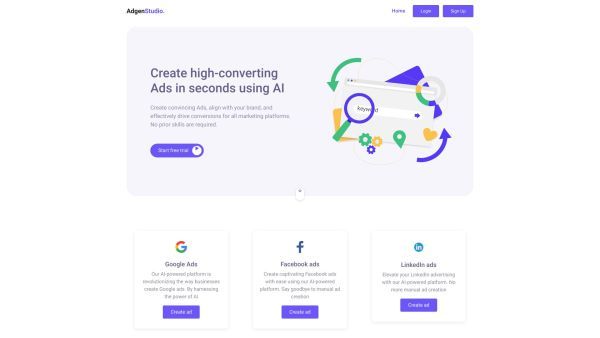 AdgenStudio.
Home
Login
Sign Up
Create high-converting
Ads in seconds using AI
Create convincing Ads, align with your brand, and
effectively drive conversions for all marketing platforms.
No prior skills are required.
Start free trial
keyword
Google Ads
Our AI-powered platform is
revolutionizing the way businesses
create Google Ads. By harnessing
the power of AI
Create ad
Facebook ads
Create captivating Facebook ads
with ease using our AI-powered
platform. Say goodbye to manual ad
creation
Create ad
LinkedIn ads
Elevate your LinkedIn advertising
with our AI-platform. No
more manual ad creation
Create ad